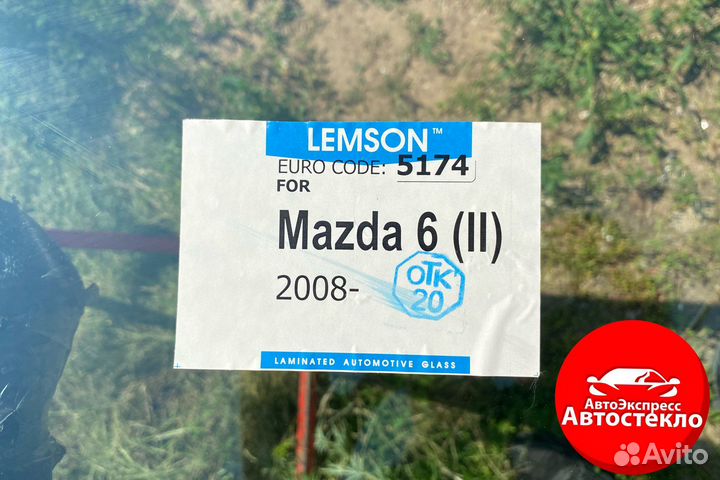 LEMSON™
EURO CODE: 5174
FOR
Mazda 6 (II)
2008-
ОТК
20
LAMINATED AUTOMOTIVE GLASS
АвтоЭкспресс
Автостекло
Avito